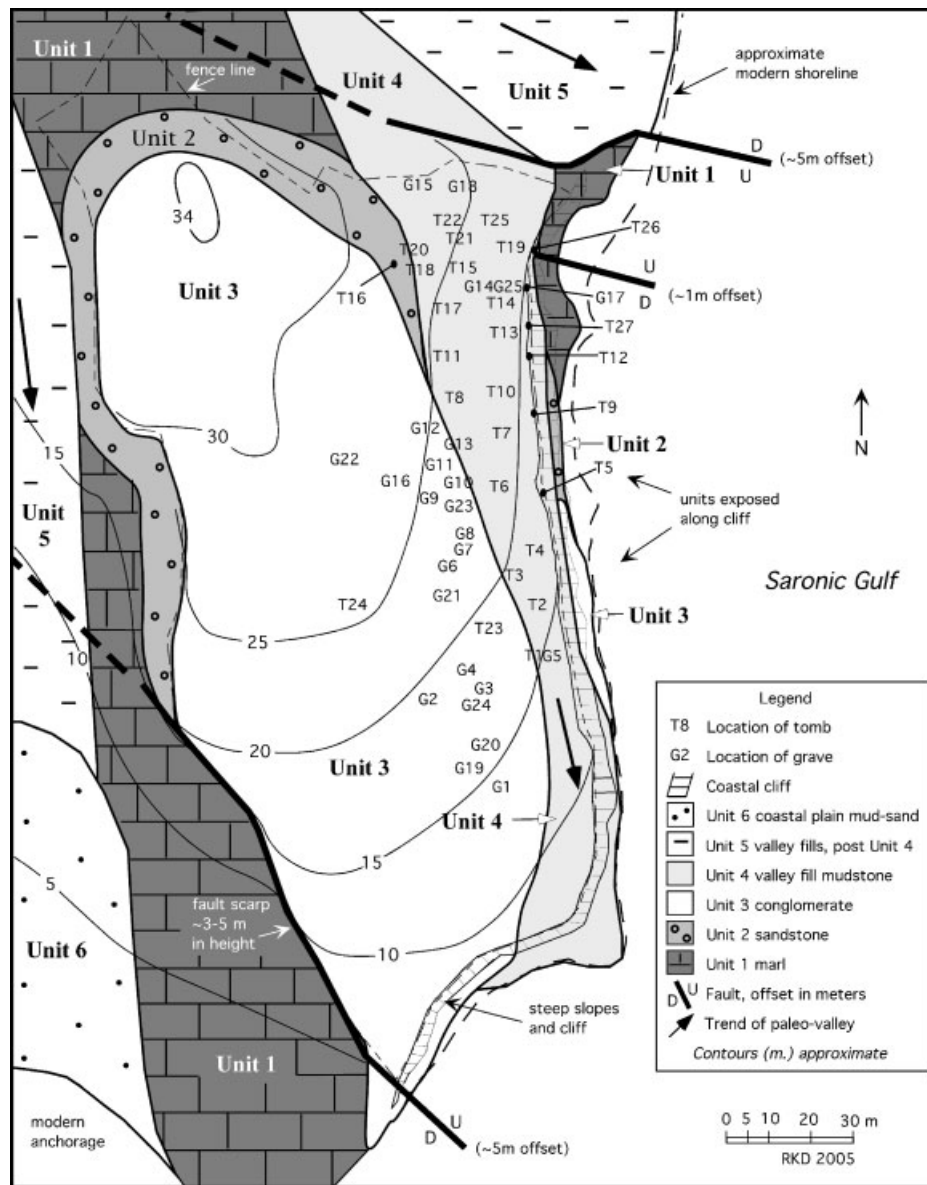 Unit 1
fence line
Unit 4
Unit 5
approximate
modern shoreline
Unit 2
D
U
(~5m offset)
Unit 1
34
G15
G18
T22
T25
T21
T20
T19
T26
T18
T15
U
D
(~1m offset)
Unit 3
T16
G14
G25
G17
T14
T17
T13
T27
T11
T12
T10
T8
T9
30
G12
T7
G13
Unit 2
G22
G11
T5
15
G16
G10
T6
G9
G23
units exposed
along cliff
N
Unit
5
G8
G7
T4
G6
T3
Saronic Gulf
T24
G21
T2
Unit 3
25
T23
10
T1
G5
G4
G3
G2
G24
20
G20
Unit 3
G19
G1
Unit 4
15
5
fault scarp
~3-5 m
in height
10
Unit 6
steep slopes
and cliff
Unit 1
modern
anchorage
U
D
(~5m offset)
Legend
T8 Location of tomb
G2 Location of grave
Coastal cliff
Unit 6 coastal plain mud-sand
Unit 5 valley fills, post Unit 4
Unit 4 valley fill mudstone
Unit 3 conglomerate
Unit 2 sandstone
Unit 1 marl
D U Fault, offset in meters
Trend of paleo-valley
Contours (m.) approximate
0 5 10 20 30 m
RKD 2005